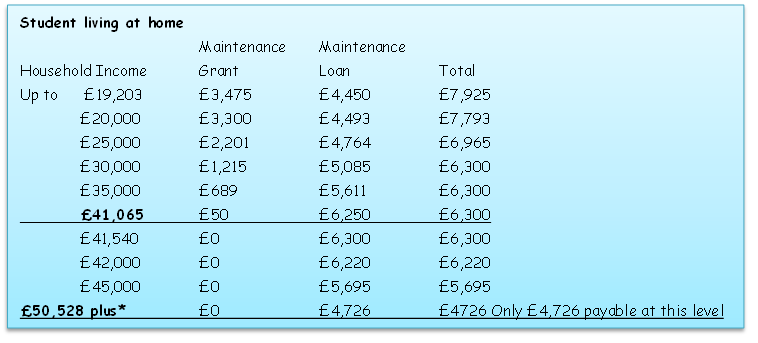 Student living at home
Maintenance Maintenance
Household Income Grant Loan Total
Up to £19,203 £3,475 £4,450 £7,925
£20,000 £3,300 £4,493 £7,793
£25,000 £2,201 £4,764 £6,965
£30,000 £1,215 £5,085 £6,300
£35,000 £689 £5,611 £6,300
£41,065 £50 £6,250 £6,300
£41,540 £0 £6,300 £6,300
£42,000 £0 £6,220 £6,220
£45,000 £0 £5,695 £5,695
£50,528 plus* £0 £4,726 £4726 Only £4,726 payable at this level